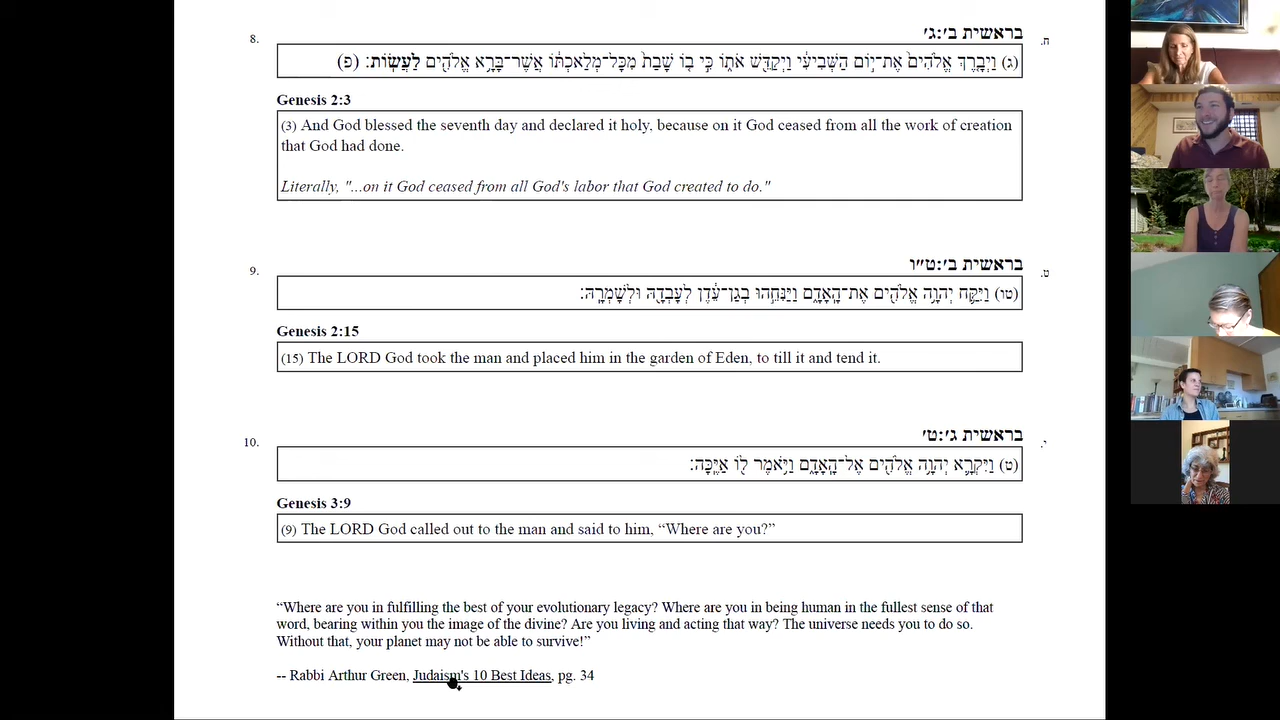 בראשית ב׳:ג׳
8.
ח.
(ג) וַיְבָ֤רֶךְ אֱלֹהִים֙ אֶת־י֣וֹם הַשְּׁבִיעִ֔י וַיְקַדֵּ֖שׁ אֹת֑וֹ כִּ֣י ב֤וֹ שָׁבַת֙ מִכָּל־מְלַאכְתּ֔וֹ אֲשֶׁר־בָּרָ֥א אֱלֹהִ֖ים לַעֲשֽׂוֹת׃ (פ)
Genesis 2:3
(3) And God blessed the seventh day and declared it holy, because on it God ceased from all the work of creation
that God had done.
Literally, "...on it God ceased from all God's labor that God created to do."
בראשית ב׳:ט״ו
9.
ט.
(טו) וַיִּקַּ֛ח יְהוָ֥ה אֱלֹהִ֖ים אֶת־הָֽאָדָ֑ם וַיַּנִּחֵ֣הוּ בְגַן־עֵ֔דֶן לְעָבְדָ֖הּ וּלְשָׁמְרָֽהּ׃
Genesis 2:15
(15) The LORD God took the man and placed him in the garden of Eden, to till it and tend it.
בראשית ג׳:ט׳
10.
י.
(ט) וַיִּקְרָ֛א יְהוָ֥ה אֱלֹהִ֖ים אֶל־הָֽאָדָ֑ם וַיֹּ֥אמֶר ל֖וֹ אַיֶּֽכָּה׃
Genesis 3:9
(9) The LORD God called out to the man and said to him, “Where are you?”
“Where are you in fulfilling the best of your evolutionary legacy? Where are you in being human in the fullest sense of that
word, bearing within you the image of the divine? Are you living and acting that way? The universe needs you to do so.
Without that, your planet may not be able to survive!”
-- Rabbi Arthur Green, Judaism's 10 Best Ideas, pg. 34